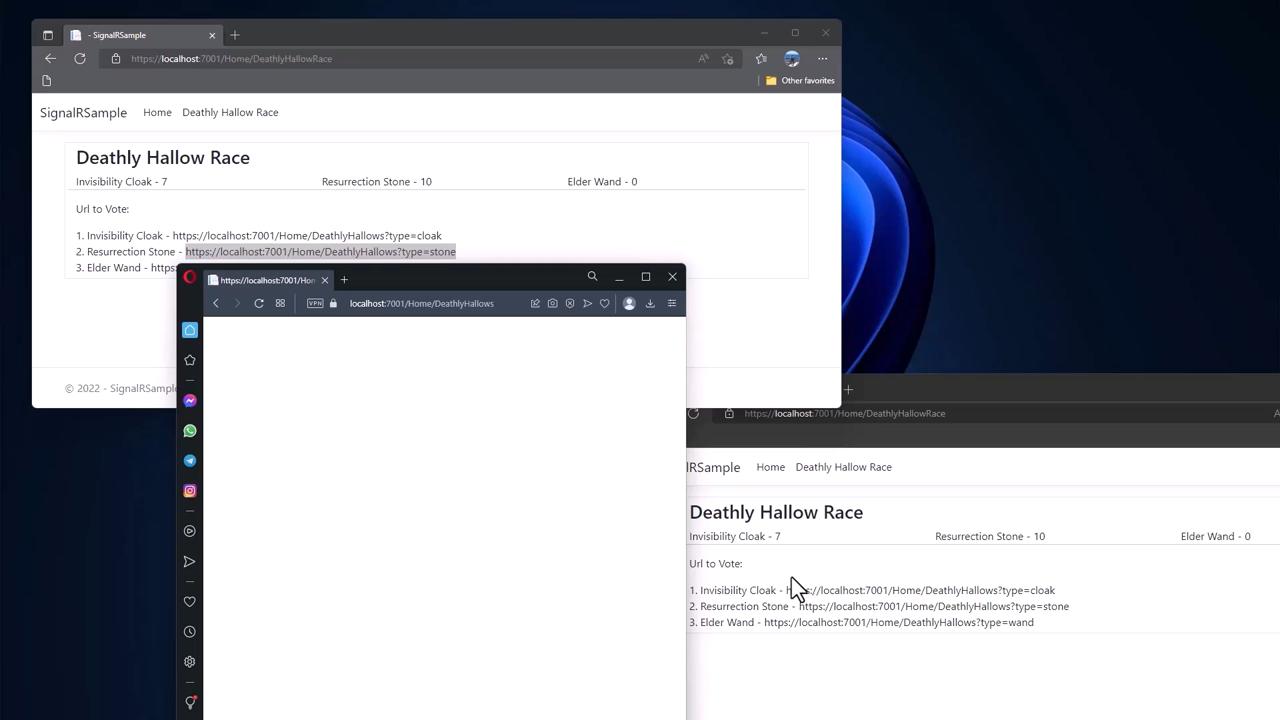 - SignalRSample
https://localhost:7001/Home/DeathlyHallowRace
Other favorites
SignalRSample Home Deathly Hallow Race
Deathly Hallow Race
Invisibility Cloak - 7 Resurrection Stone - 10 Elder Wand - 0
Url to Vote:
1. Invisibility Cloak - https://localhost:7001/Home/DeathlyHallows?type=cloak
2. Resurrection Stone - https://localhost:7001/Home/DeathlyHallows?type=stone
3. Elder Wand - https:
© 2022 - SignalRSample
https://localhost:7001/Hom
VPN localhost:7001/Home/DeathlyHallows
https://localhost:7001/Home/DeathlyHallowRace
lRSample Home Deathly Hallow Race
Deathly Hallow Race
Invisibility Cloak - 7 Resurrection Stone - 10 Elder Wand - 0
Url to Vote:
1. Invisibility Cloak - https://localhost:7001/Home/DeathlyHallows?type=cloak
2. Resurrection Stone - https://localhost:7001/Home/DeathlyHallows?type=stone
3. Elder Wand - https://localhost:7001/Home/DeathlyHallows?type=wand